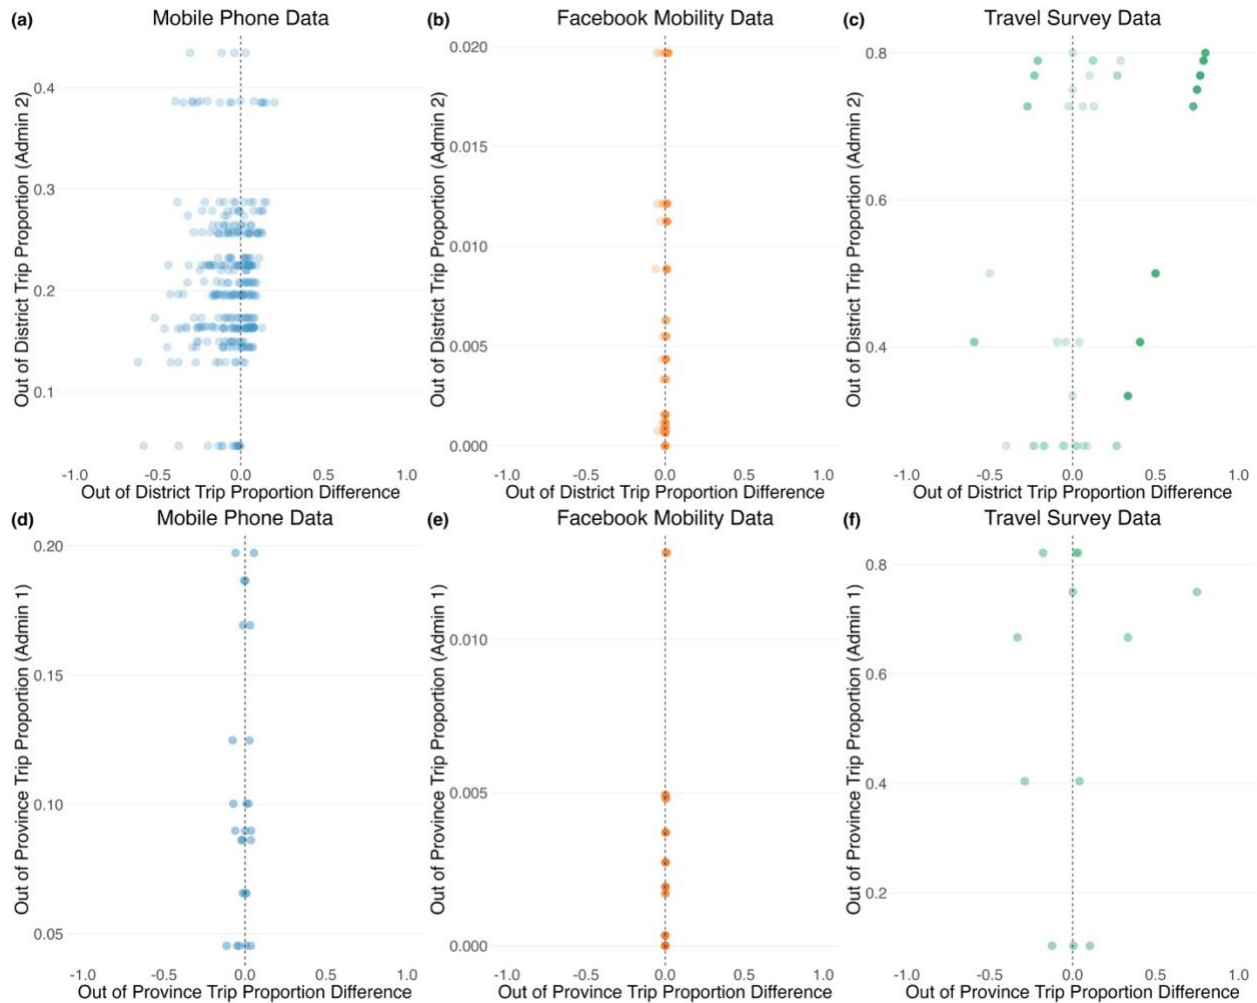 (a) Mobile Phone Data
Out of District Trip Proportion (Admin 2)
0.4
0.3
0.2
0.1
-1.0 -0.5 0.0 0.5 1.0
Out of District Trip Proportion Difference
(b) Facebook Mobility Data
Out of District Trip Proportion (Admin 2)
0.020
0.015
0.010
0.005
0.000
-1.0 -0.5 0.0 0.5 1.0
Out of District Trip Proportion Difference
(c) Travel Survey Data
Out of District Trip Proportion (Admin 2)
0.8
0.6
0.4
-1.0 -0.5 0.0 0.5 1.0
Out of District Trip Proportion Difference
(d) Mobile Phone Data
Out of Province Trip Proportion (Admin 1)
0.20
0.15
0.10
0.05
-1.0 -0.5 0.0 0.5 1.0
Out of Province Trip Proportion Difference
(e) Facebook Mobility Data
Out of Province Trip Proportion (Admin 1)
0.010
0.005
0.000
-1.0 -0.5 0.0 0.5 1.0
Out of Province Trip Proportion Difference
(f) Travel Survey Data
Out of Province Trip Proportion (Admin 1)
0.8
0.6
0.4
0.2
-1.0 -0.5 0.0 0.5 1.0
Out of Province Trip Proportion Difference